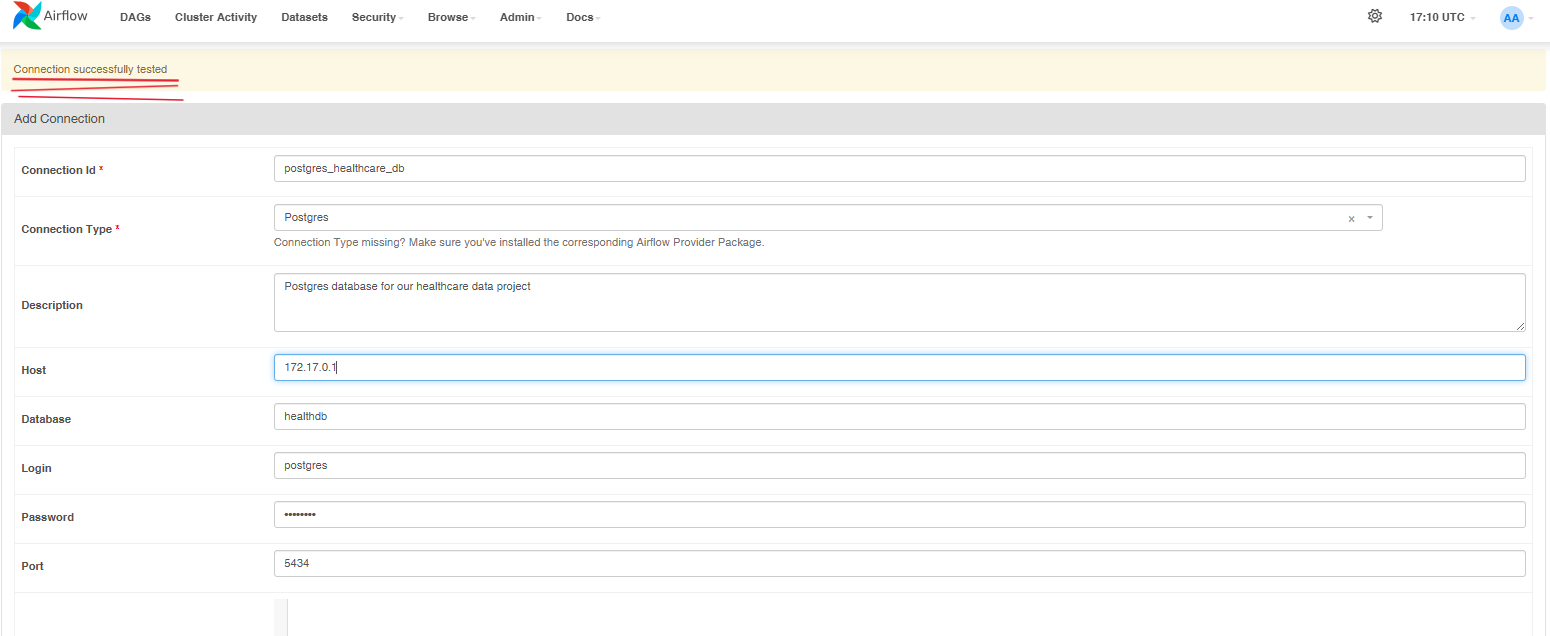 Airflow DAGs Cluster Activity Datasets Security Browse Admin Docs 17:10 UTC AA
Connection successfully tested
Add Connection
Connection Id * postgres_healthcare_db
Connection Type * Postgres × 
Connection Type missing? Make sure you've installed the corresponding Airflow Provider Package.
Description Postgres database for our healthcare data project
Host 172.17.0.1
Database healthdb
Login postgres
Password ••••••••
Port 5434